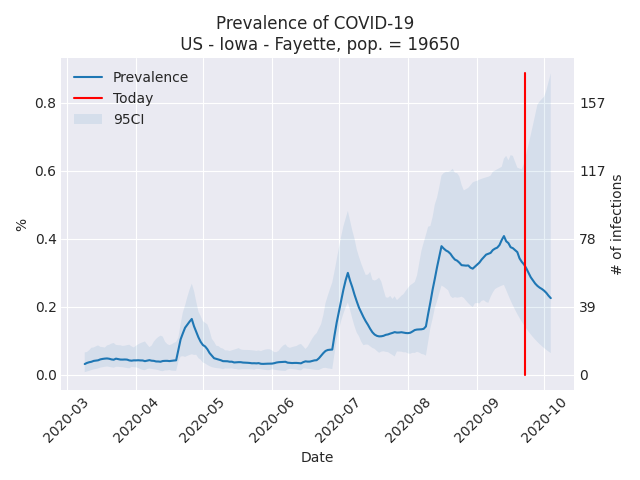 Prevalence of COVID-19
US - Iowa - Fayette, pop. = 19650
Prevalence
Today
95CI
%
0.8
0.6
0.4
0.2
0.0
157
117
78
39
0
# of infections
2020-03
2020-04
2020-05
2020-06
2020-07
2020-08
2020-09
2020-10
Date